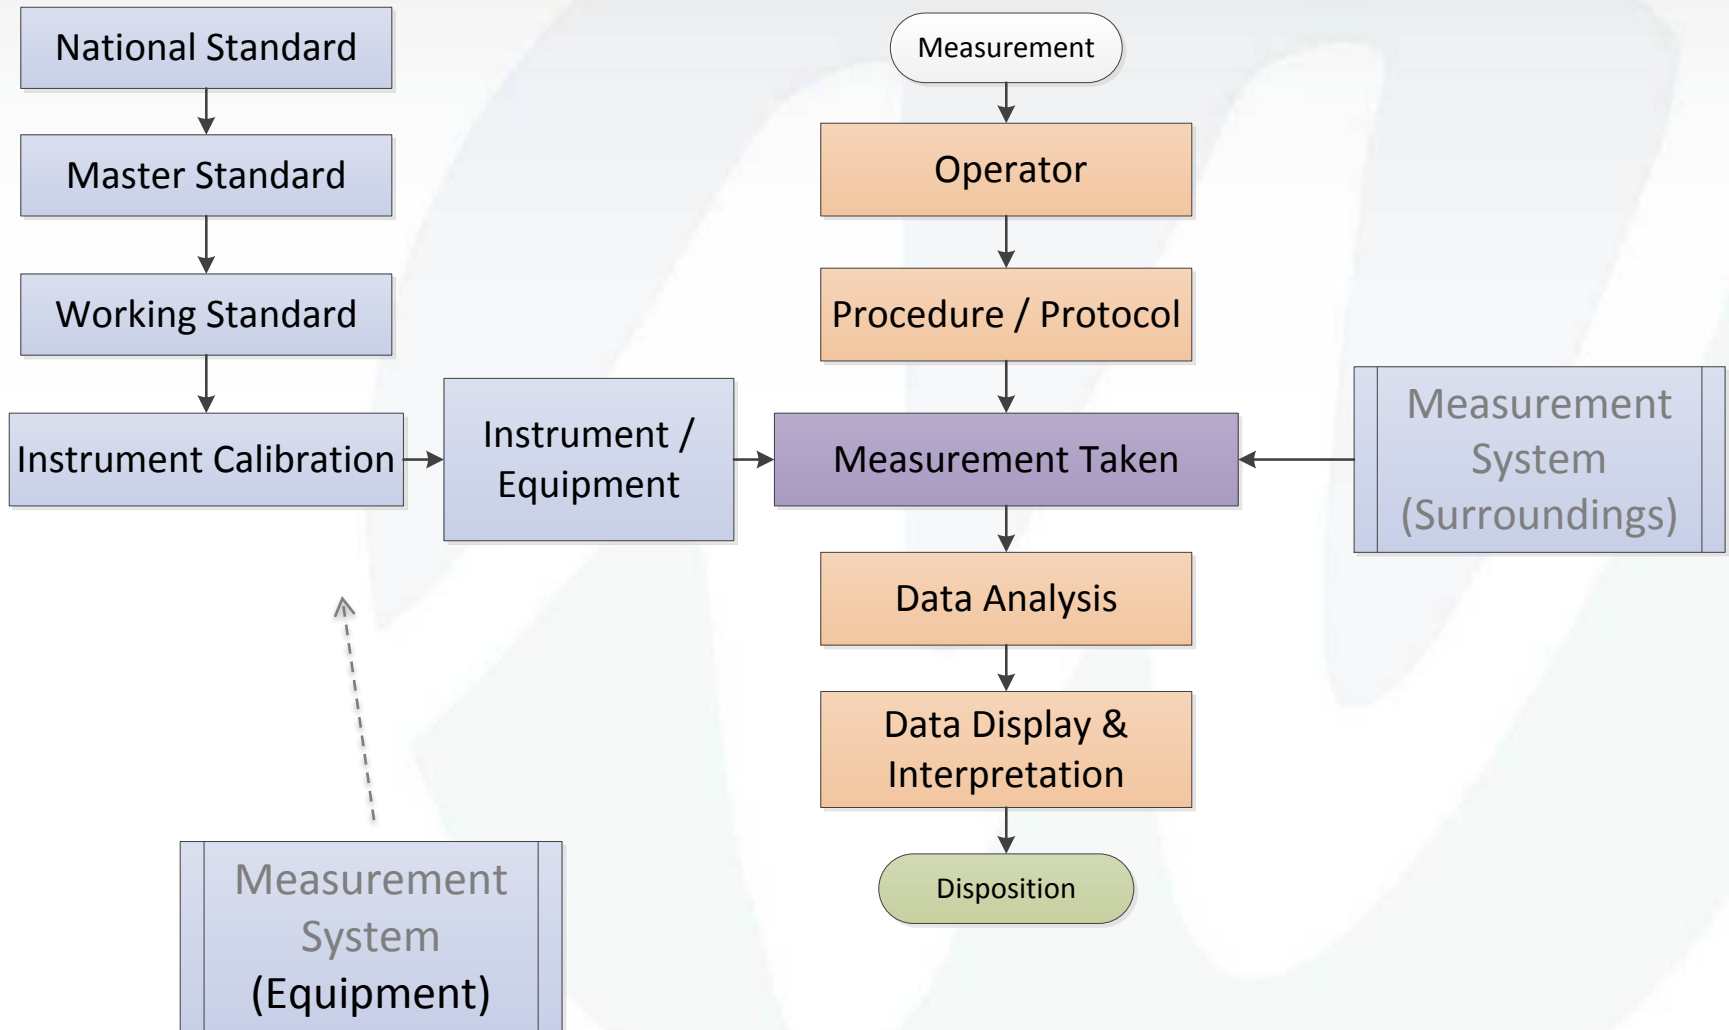 National Standard
Master Standard
Working Standard
Instrument Calibration
Instrument /
Equipment
Measurement
Operator
Procedure / Protocol
Measurement Taken
Data Analysis
Data Display &
Interpretation
Disposition
Measurement
System
(Surroundings)
Measurement
System
(Equipment)